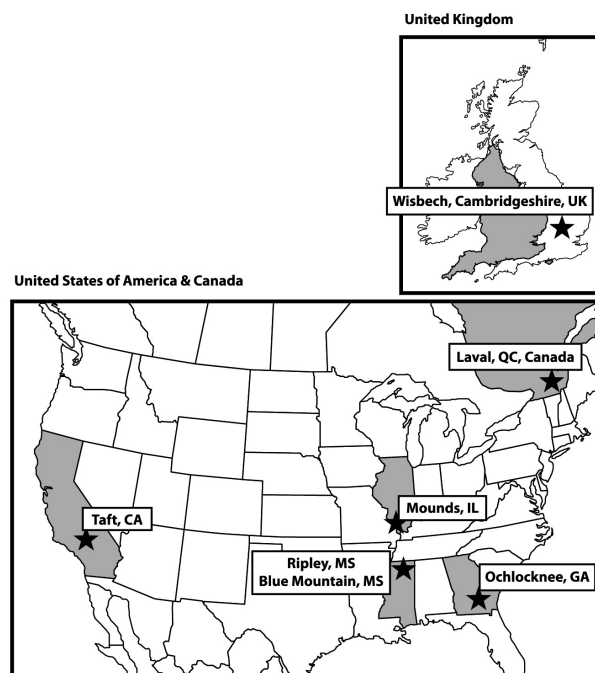 United Kingdom
Wisbech, Cambridgeshire, UK
United States of America & Canada
Laval, QC, Canada
Taft, CA
Mounds, IL
Ripley, MS
Blue Mountain, MS
Ochlocknee, GA